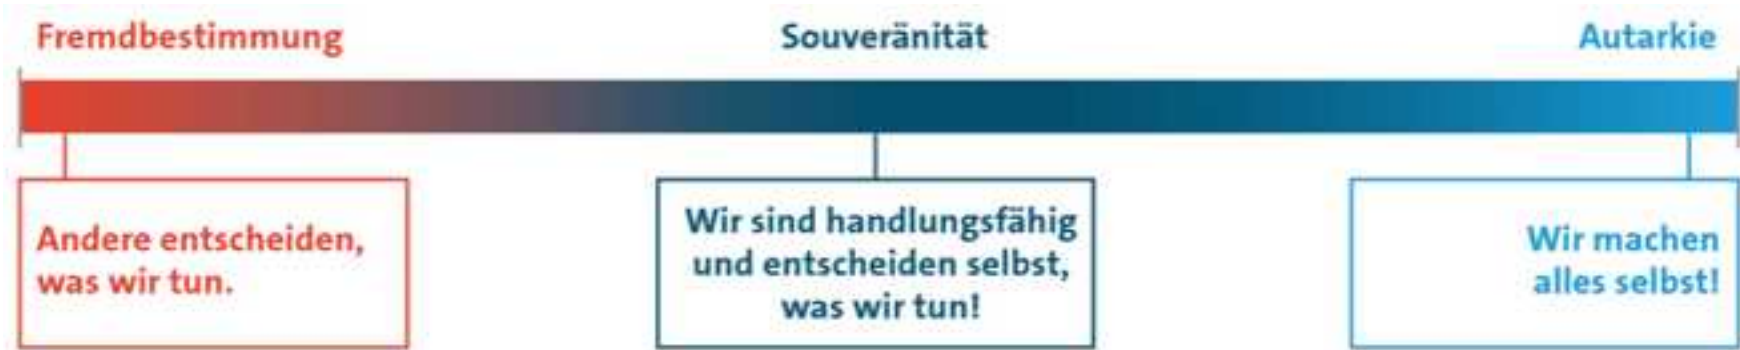 Fremdbestimmung
Souveränität
Autarkie
Andere entscheiden,
was wir tun.
Wir sind handlungsfähig
und entscheiden selbst,
was wir tun!
Wir machen
alles selbst!